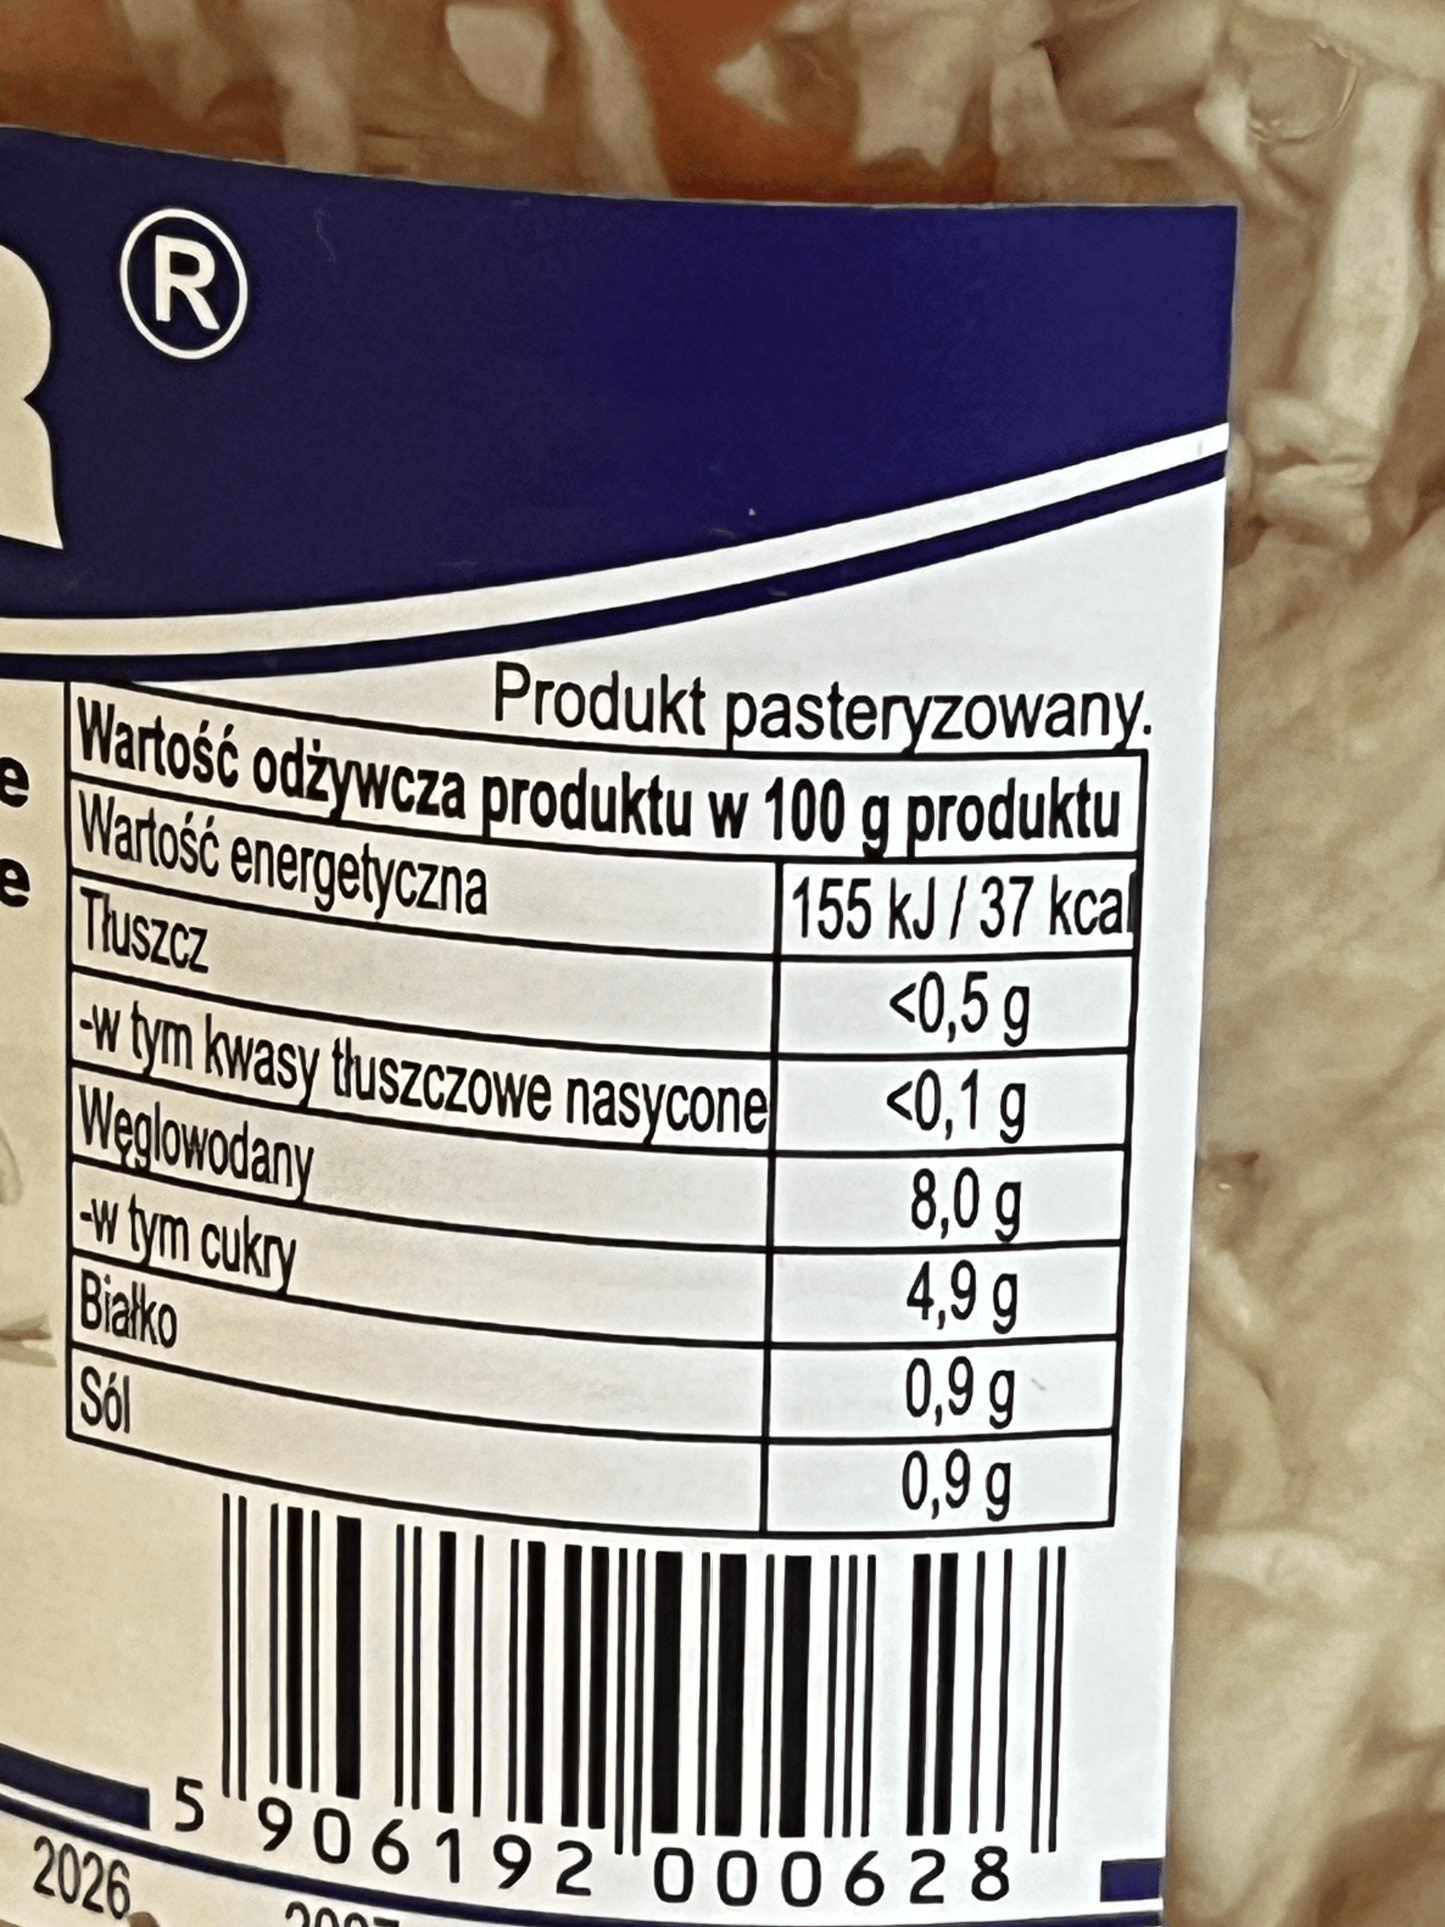 R ®
Produkt pasteryzowany.
Wartość odżywcza produktu w 100 g produktu
Wartość energetyczna 155 kJ / 37 kcal
Tłuszcz <0,5 g
-w tym kwasy tłuszczowe nasycone <0,1 g
Węglowodany 8,0 g
-w tym cukry 4,9 g
Białko 0,9 g
Sól 0,9 g
e
e
5 906192 000628
2026